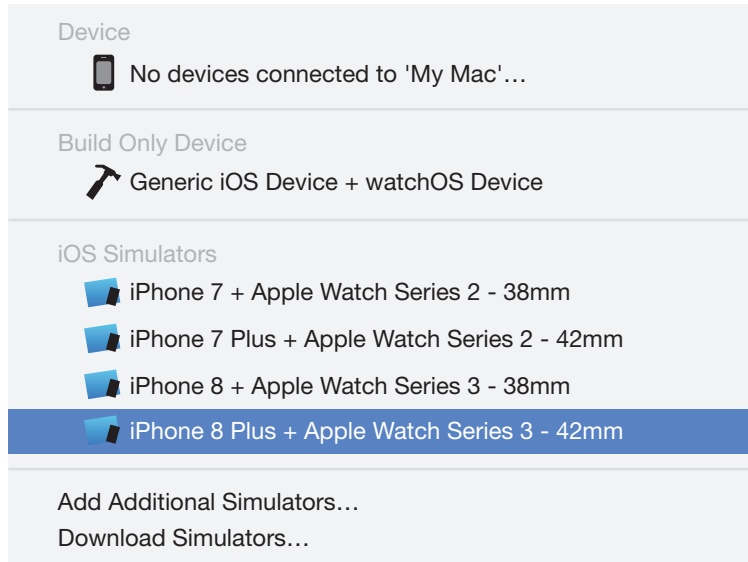 Device
No devices connected to 'My Mac'…
Build Only Device
Generic iOS Device + watchOS Device
iOS Simulators
iPhone 7 + Apple Watch Series 2 - 38mm
iPhone 7 Plus + Apple Watch Series 2 - 42mm
iPhone 8 + Apple Watch Series 3 - 38mm
iPhone 8 Plus + Apple Watch Series 3 - 42mm
Add Additional Simulators…
Download Simulators…